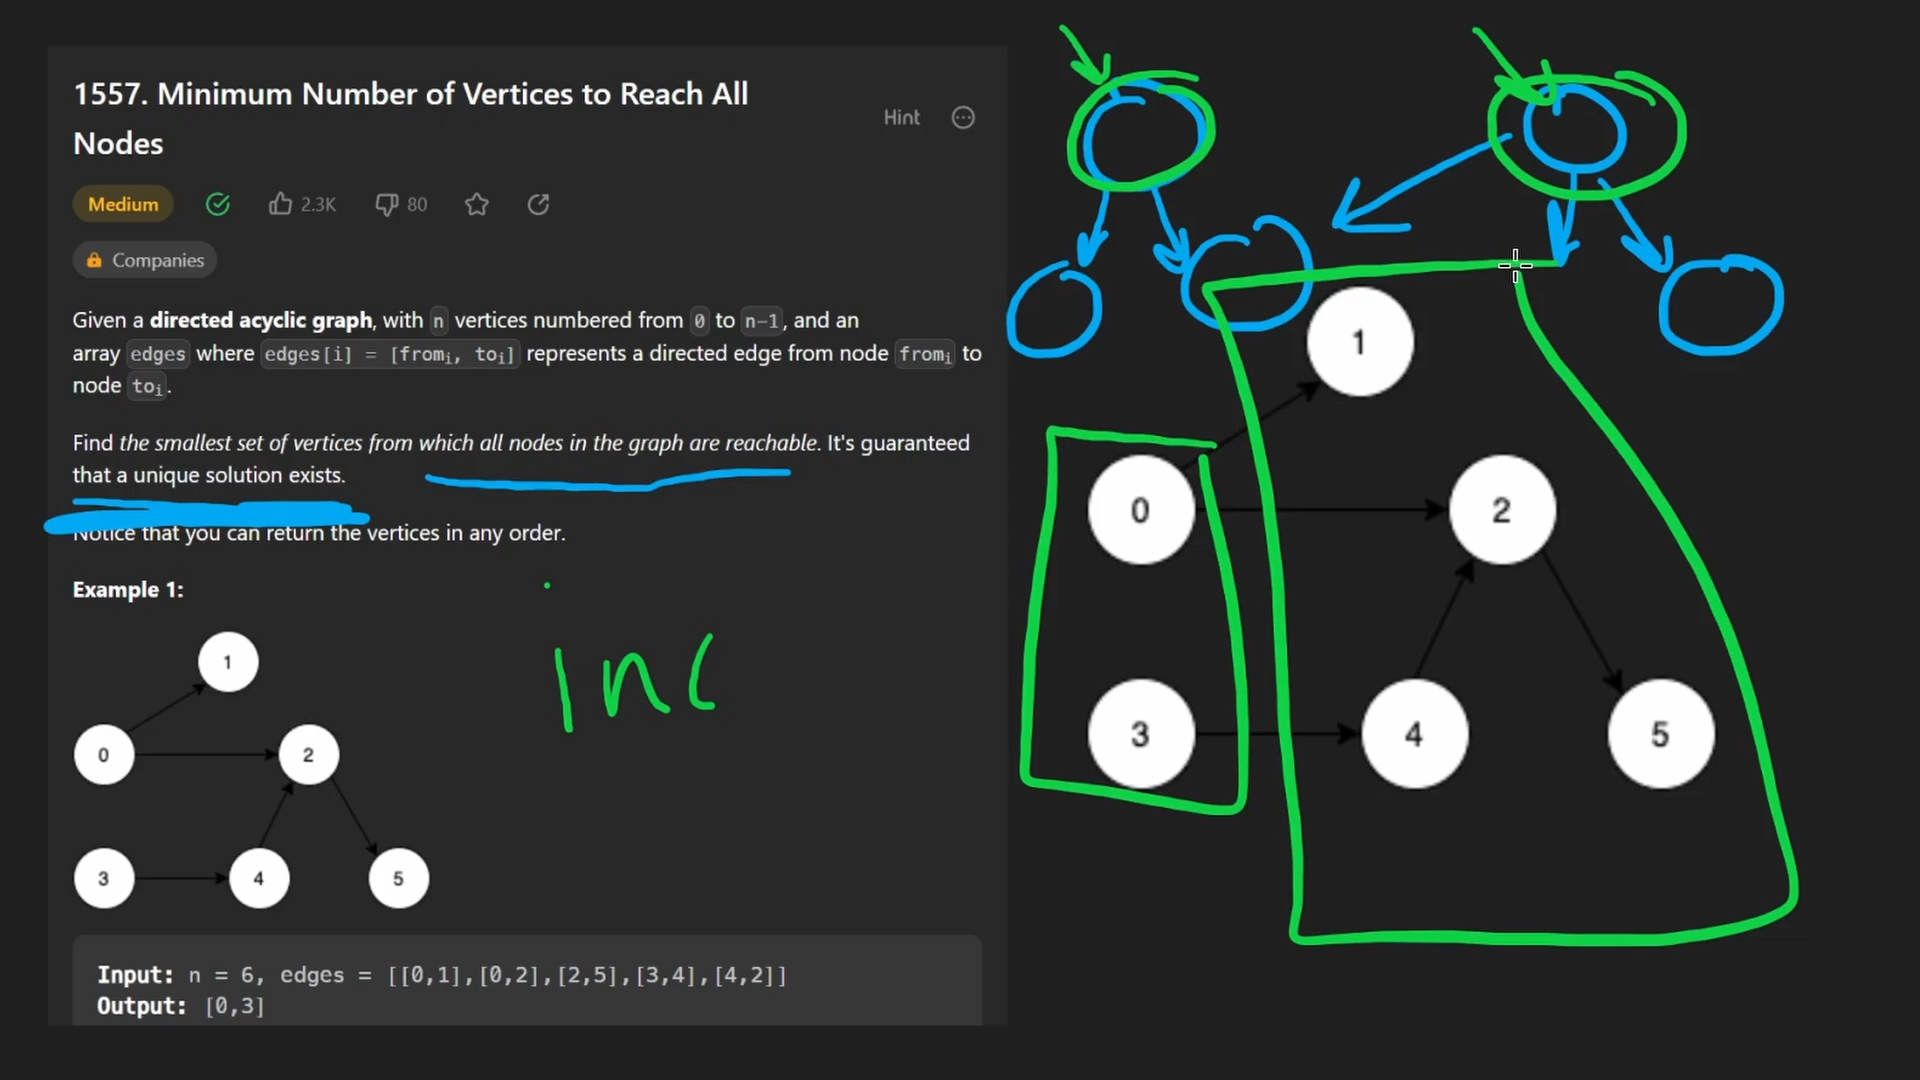 1557. Minimum Number of Vertices to Reach All
Nodes
Hint
Medium
2.3K
80
Companies
Given a directed acyclic graph, with n vertices numbered from 0 to n-1, and an
array edges where edges[i] = [fromᵢ, toᵢ] represents a directed edge from node fromᵢ to
node toᵢ.
Find the smallest set of vertices from which all nodes in the graph are reachable. It's guaranteed
that a unique solution exists.
Notice that you can return the vertices in any order.
Example 1:
1
0
2
3
4
5
Input: n = 6, edges = [[0,1],[0,2],[2,5],[3,4],[4,2]]
Output: [0,3]
inc
1
0
2
3
4
5